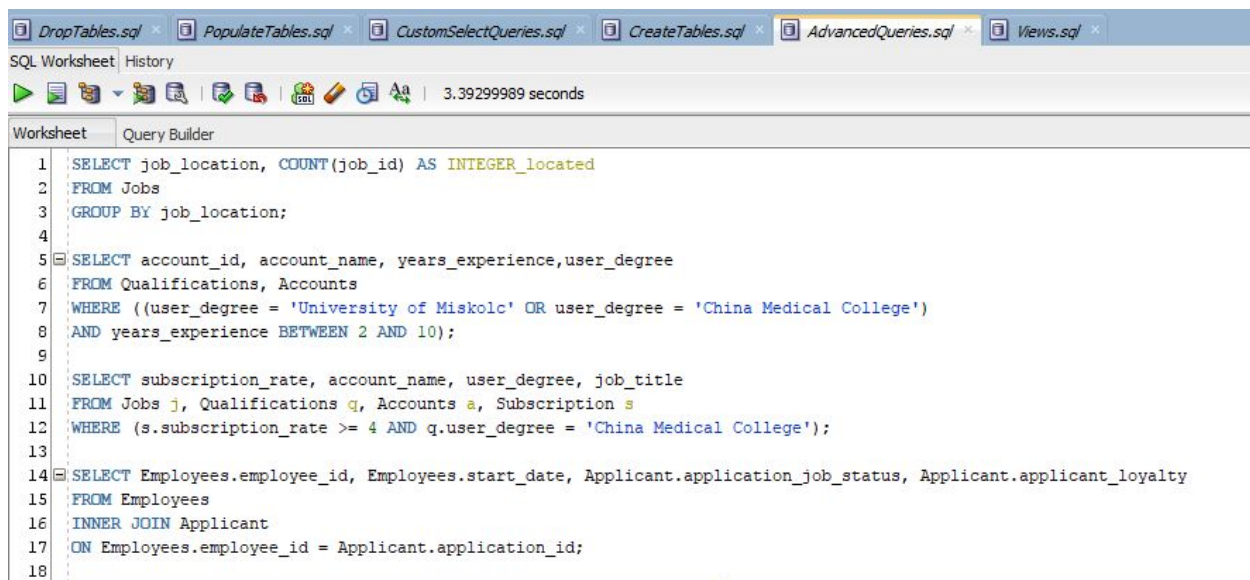 DropTables.sql PopulateTables.sql CustomSelectQueries.sql CreateTables.sql AdvancedQueries.sql Views.sql
SQL Worksheet History
3.39299989 seconds
Worksheet Query Builder
1 SELECT job_location, COUNT(job_id) AS INTEGER_located
2 FROM Jobs
3 GROUP BY job_location;
4
5 SELECT account_id, account_name, years_experience,user_degree
6 FROM Qualifications, Accounts
7 WHERE ((user_degree = 'University of Miskolc' OR user_degree = 'China Medical College')
8 AND years_experience BETWEEN 2 AND 10);
9
10 SELECT subscription_rate, account_name, user_degree, job_title
11 FROM Jobs j, Qualifications q, Accounts a, Subscription s
12 WHERE (s.subscription_rate >= 4 AND q.user_degree = 'China Medical College');
13
14 SELECT Employees.employee_id, Employees.start_date, Applicant.application_job_status, Applicant.applicant_loyalty
15 FROM Employees
16 INNER JOIN Applicant
17 ON Employees.employee_id = Applicant.application_id;
18